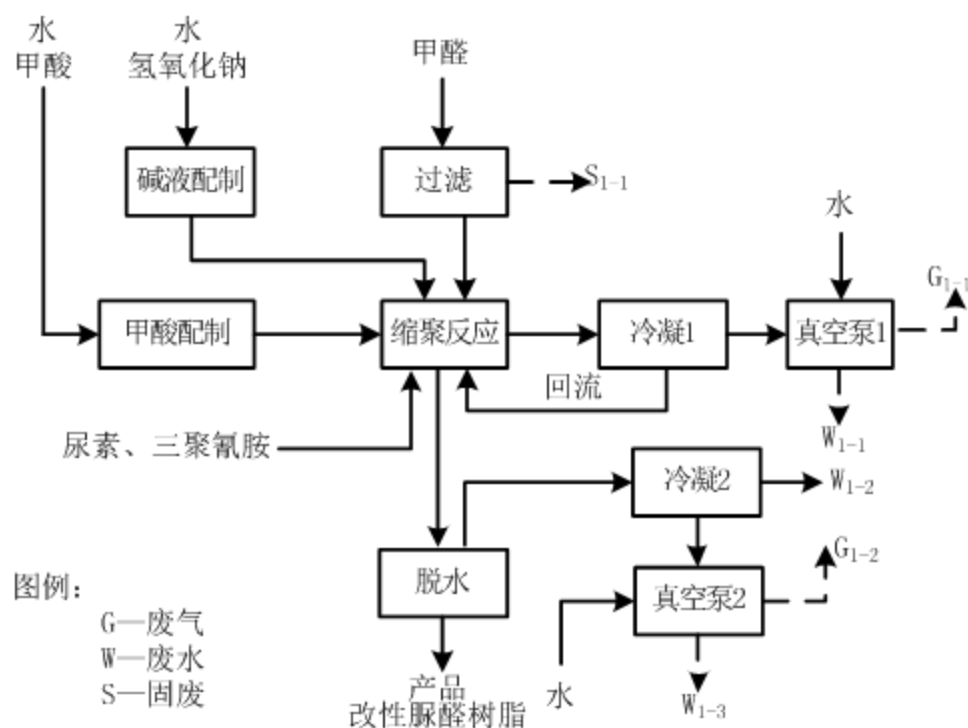 水
甲酸
水
氢氧化钠
甲醛
碱液配制
过滤
S1-1
水
G1-1
甲酸配制
缩聚反应
冷凝1
真空泵1
回流
W1-1
尿素、三聚氰胺
冷凝2
W1-2
G1-2
脱水
真空泵2
图例：
G—废气
W—废水
S—固废
产品
改性脲醛树脂
水
W1-3